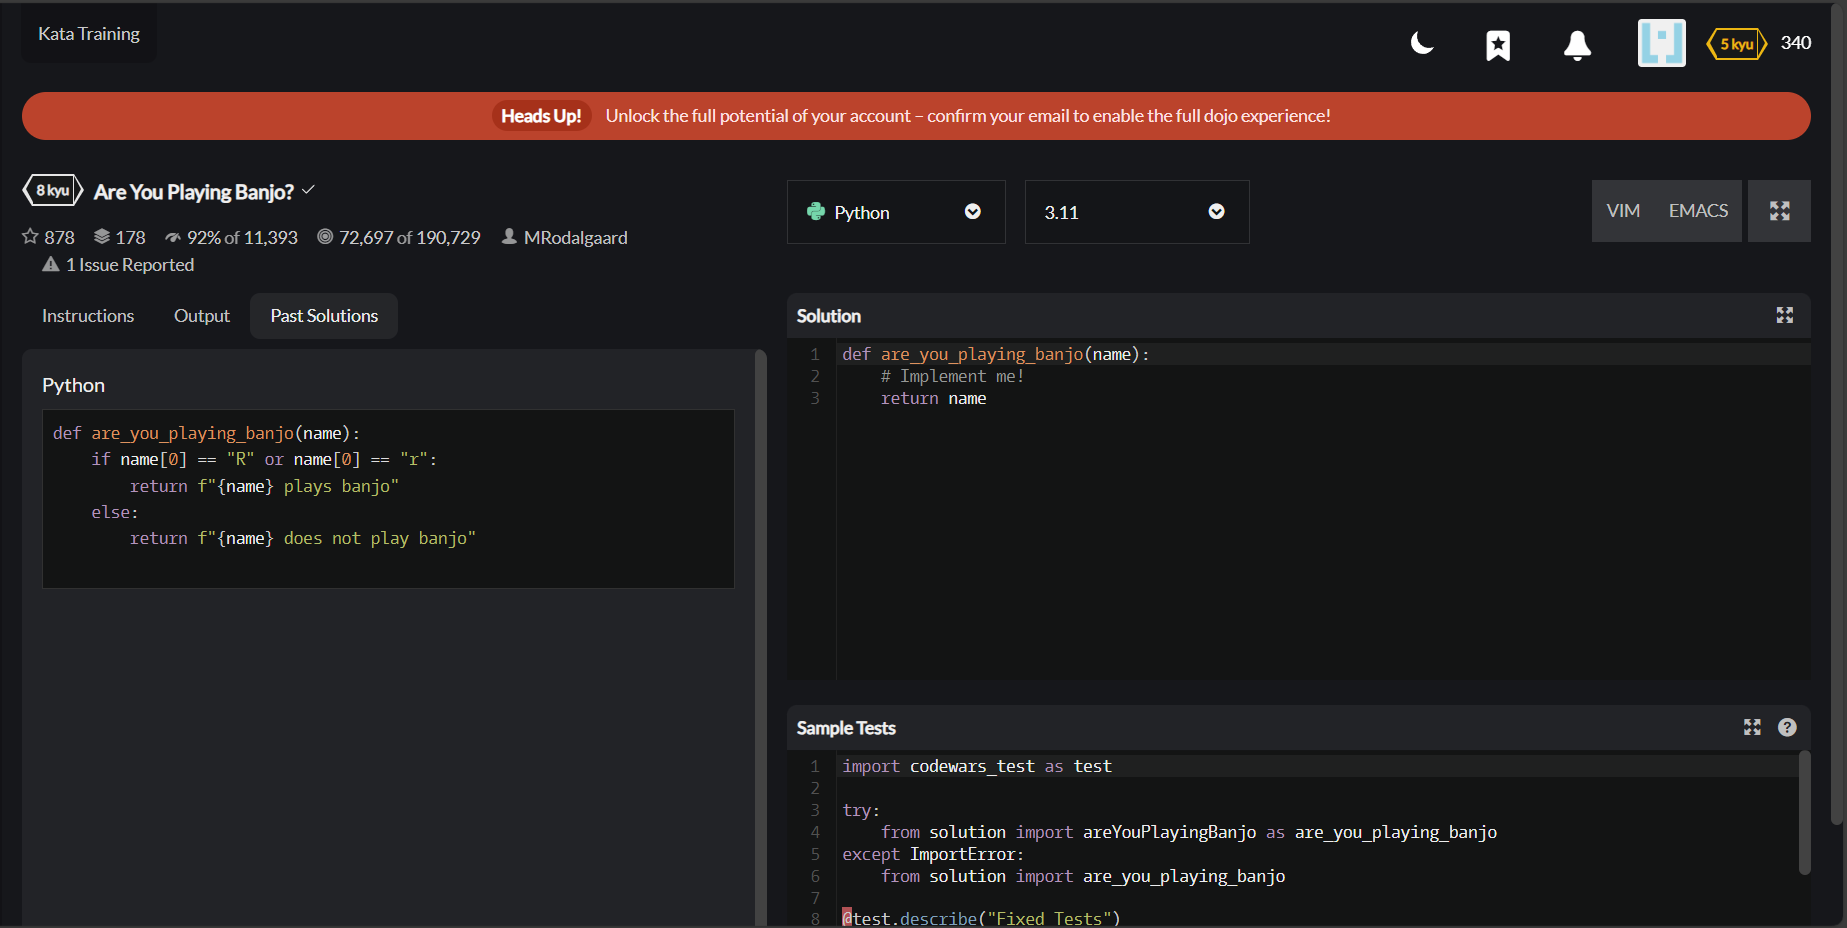 Kata Training
5 kyu 340
Heads Up! Unlock the full potential of your account – confirm your email to enable the full dojo experience!
8 kyu Are You Playing Banjo?
878 178 92% of 11,393 72,697 of 190,729 MRodalgaard
1 Issue Reported
Python 3.11 VIM EMACS
Instructions Output Past Solutions
Python
def are_you_playing_banjo(name):
    if name[0] == "R" or name[0] == "r":
        return f"{name} plays banjo"
    else:
        return f"{name} does not play banjo"
Solution
1 def are_you_playing_banjo(name):
2     # Implement me!
3     return name
Sample Tests
1 import codewars_test as test
2
3 try:
4     from solution import areYouPlayingBanjo as are_you_playing_banjo
5 except ImportError:
6     from solution import are_you_playing_banjo
7
8 @test.describe("Fixed Tests")